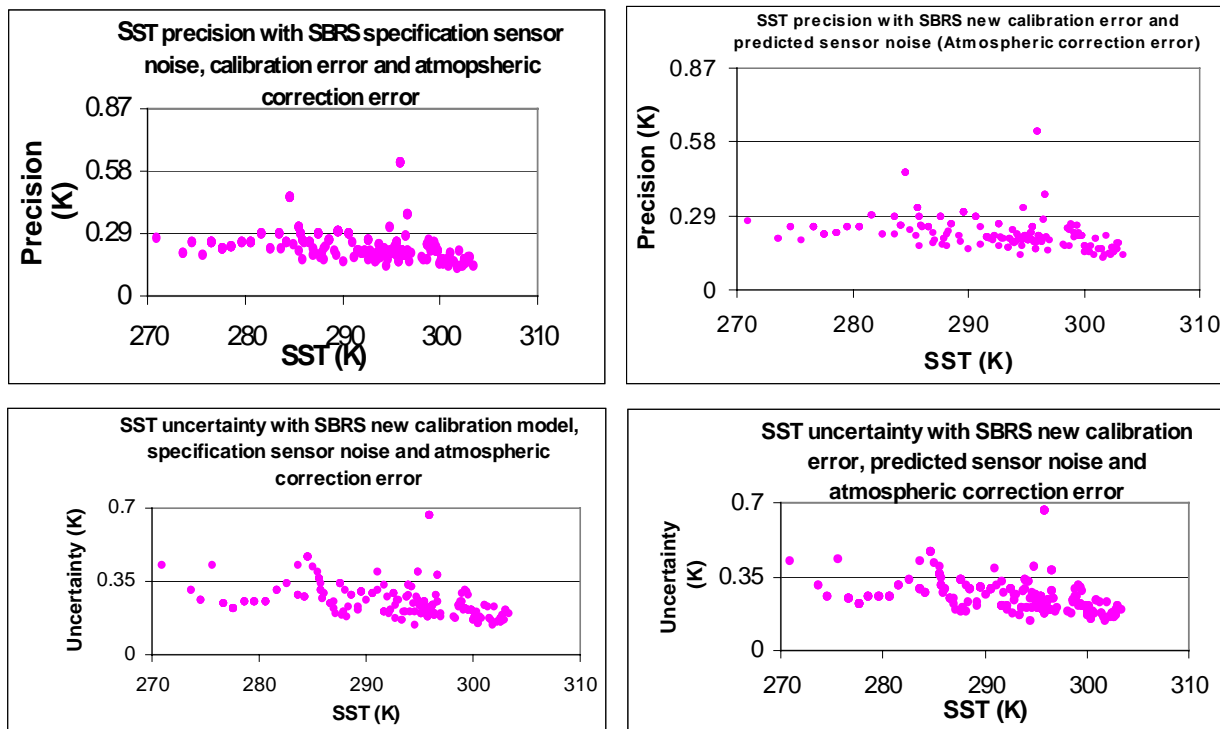 SST precision with SBRS specification sensor
noise, calibration error and atmopsheric
correction error
Precision
(K)
0.87
0.58
0.29
0
270 280 290 300 310
SST (K)
SST precision with SBRS new calibration error and
predicted sensor noise (Atmospheric correction error)
Precision (K)
0.87
0.58
0.29
0
270 280 290 300 310
SST (K)
SST uncertainty with SBRS new calibration model,
specification sensor noise and atmospheric
correction error
Uncertainty (K)
0.7
0.35
0
270 280 290 300 310
SST (K)
SST uncertainty with SBRS new calibration
error, predicted sensor noise and
atmospheric correction error
Uncertainty
(K)
0.7
0.35
0
270 280 290 300 310
SST (K)